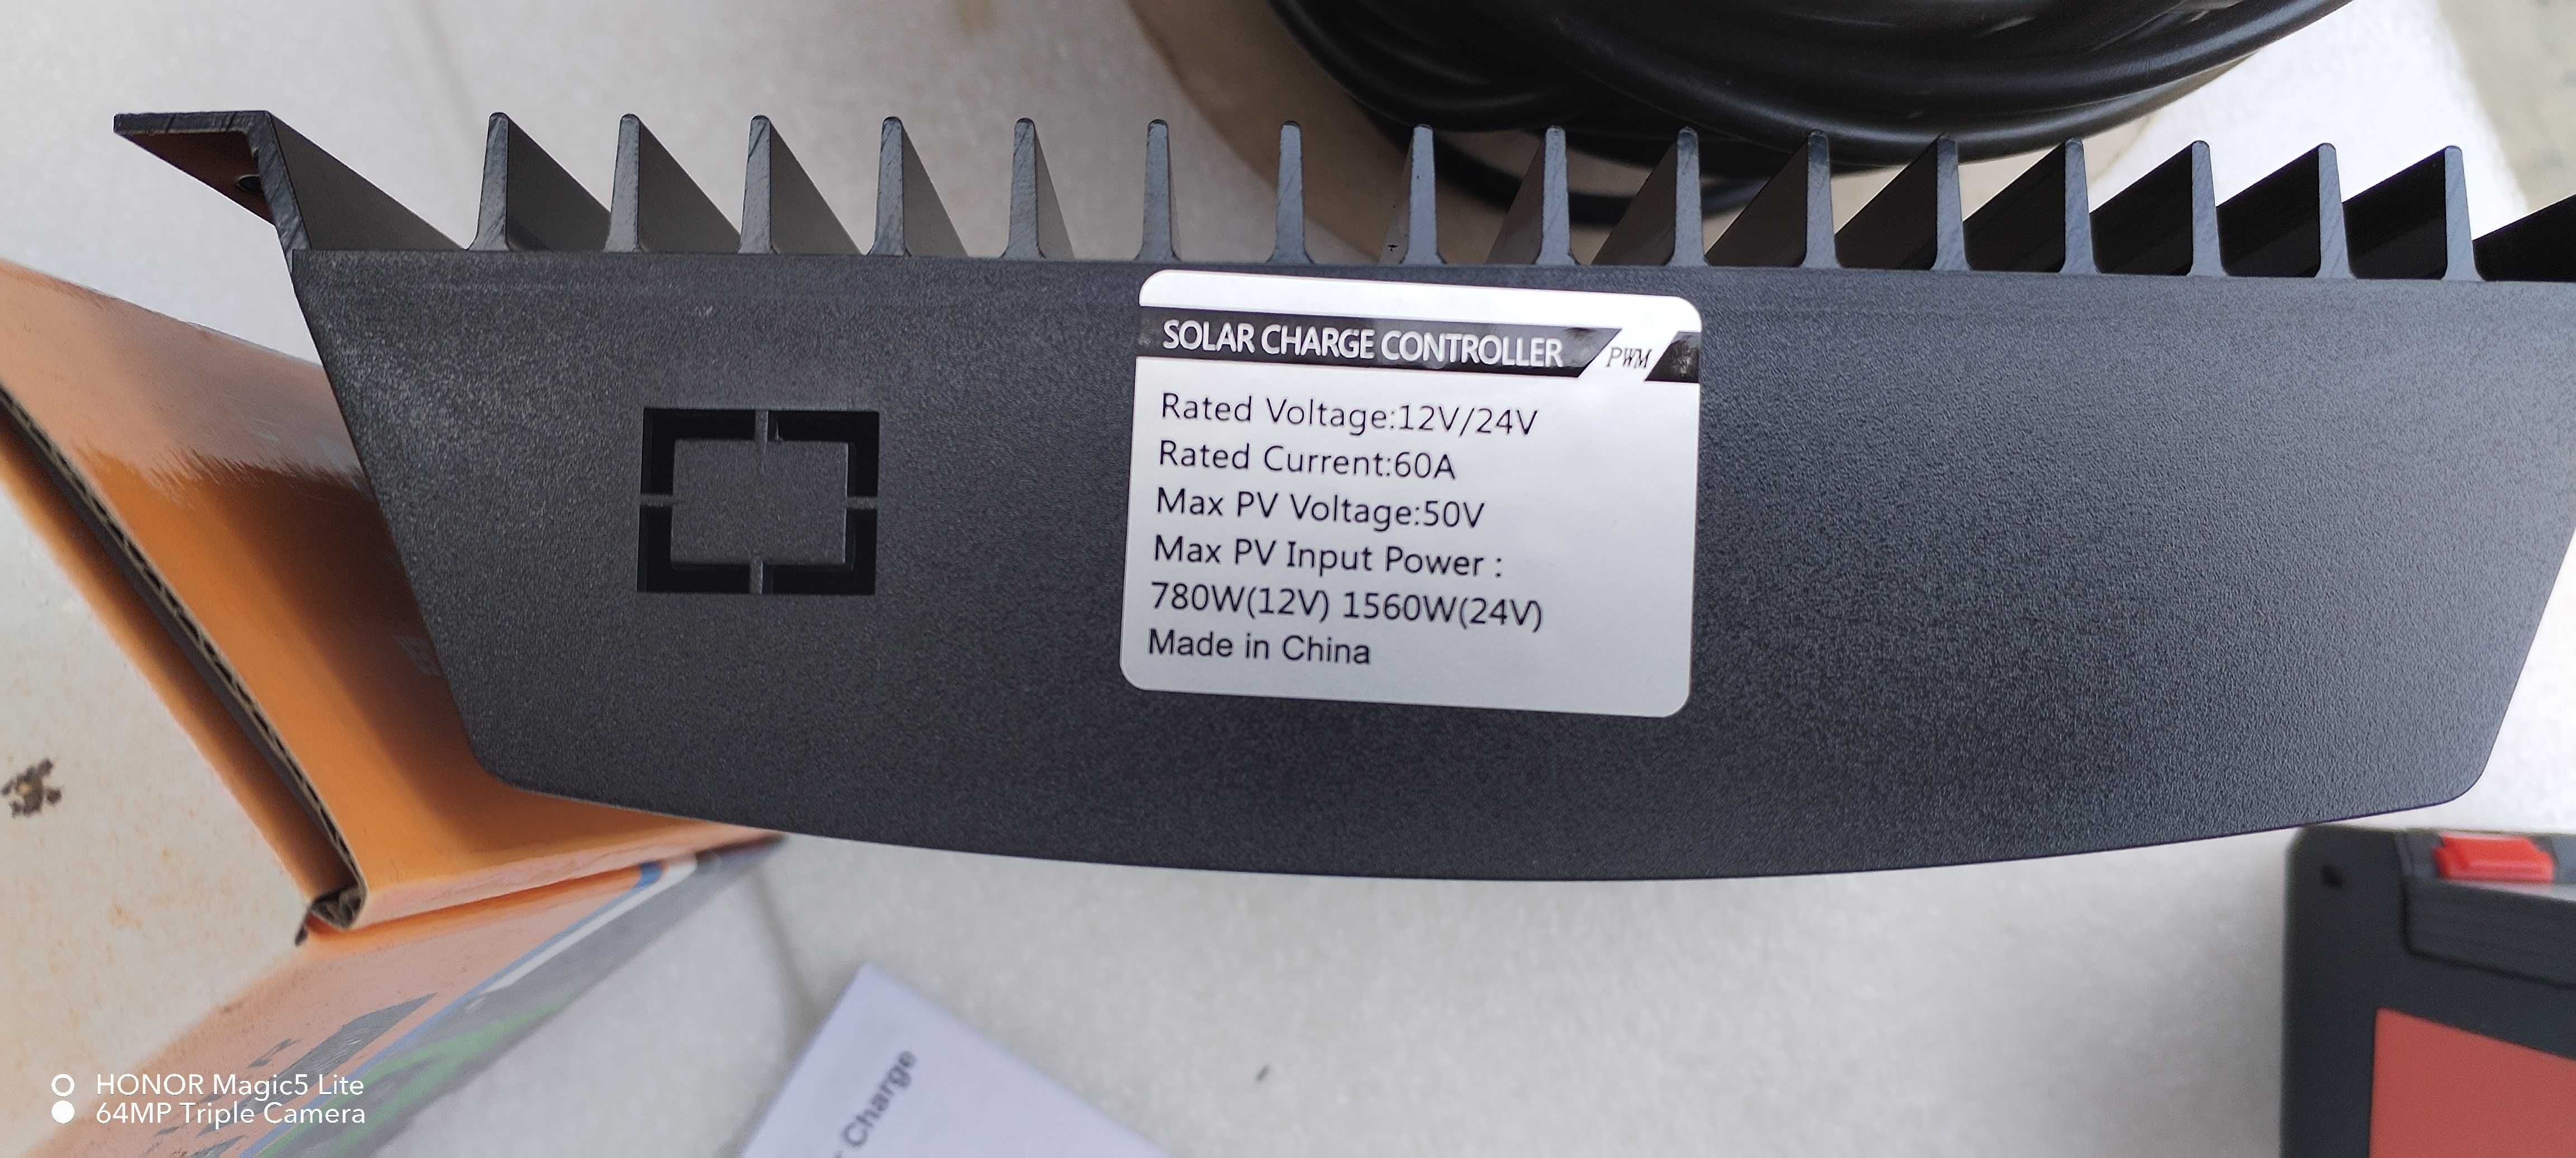 SOLAR CHARGE CONTROLLER PWM
Rated Voltage:12V/24V
Rated Current:60A
Max PV Voltage:50V
Max PV Input Power :
780W(12V) 1560W(24V)
Made in China
Charge
HONOR Magic5 Lite
64MP Triple Camera